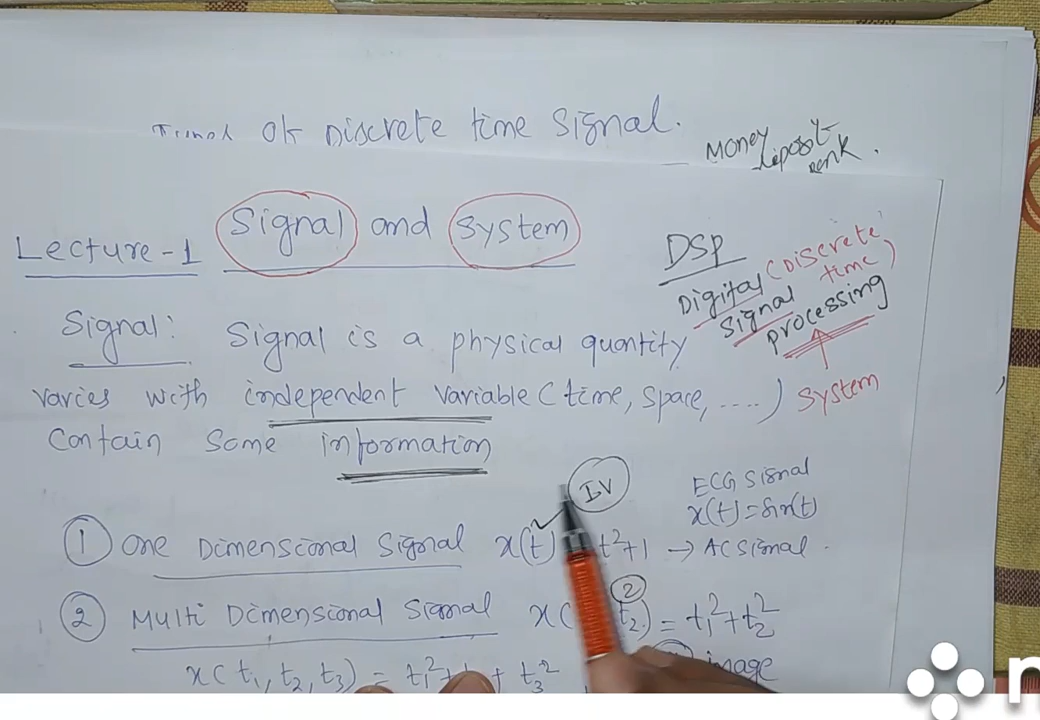 of Discrete time Signal.
Money
Lecture-1 Signal and System
DSP
Digital (Discrete time)
Signal
Processing
System
Signal: Signal is a physical quantity
varies with independent variable (time, space, ....)
Contain Some information
IV
ECG Signal
x(t)=Sin(t)
① One Dimensional Signal x(t) t²+1 → AC Signal.
② Multi Dimensional Signal x( t₂) = t₁²+t₂²
②
x(t₁, t₂, t₃) = t₁²+ + t₃²
image